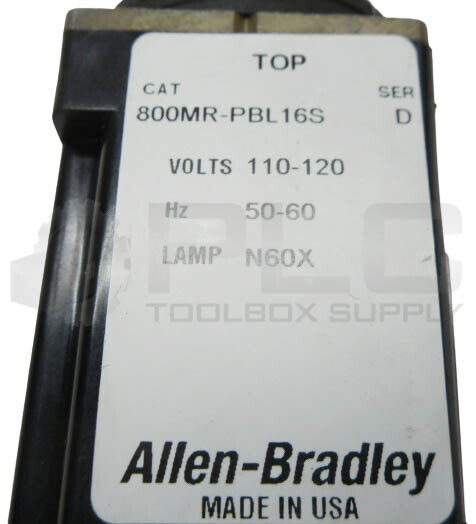 TOP
CAT SER
800MR-PBL16S D
VOLTS 110-120
Hz 50-60
LAMP N60X
PLC
TOOLBOX SUPPLY
Allen-Bradley
MADE IN USA